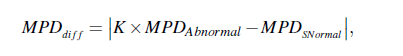 MPD_diff = |K × MPD_Abnormal − MPD_SNormal|,